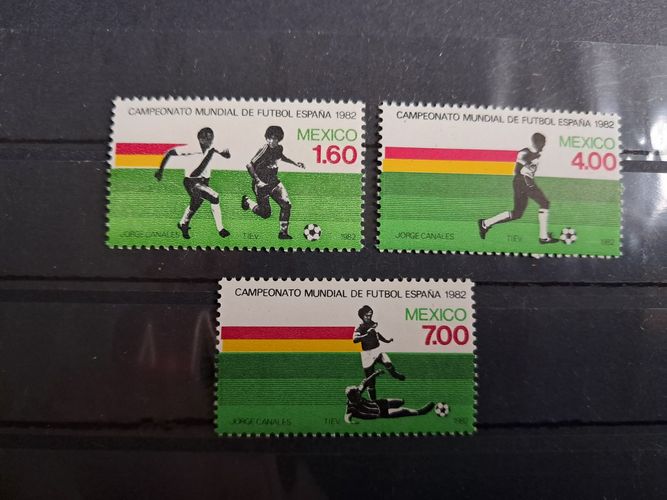 CAMPEONATO MUNDIAL DE FUTBOL ESPAÑA 1982
MEXICO
1.60
JORGE CANALES TIEV 1982
CAMPEONATO MUNDIAL DE FUTBOL ESPAÑA 1982
MEXICO
4.00
JORGE CANALES TIEV 1982
CAMPEONATO MUNDIAL DE FUTBOL ESPAÑA 1982
MEXICO
7.00
JORGE CANALES TIEV 1982